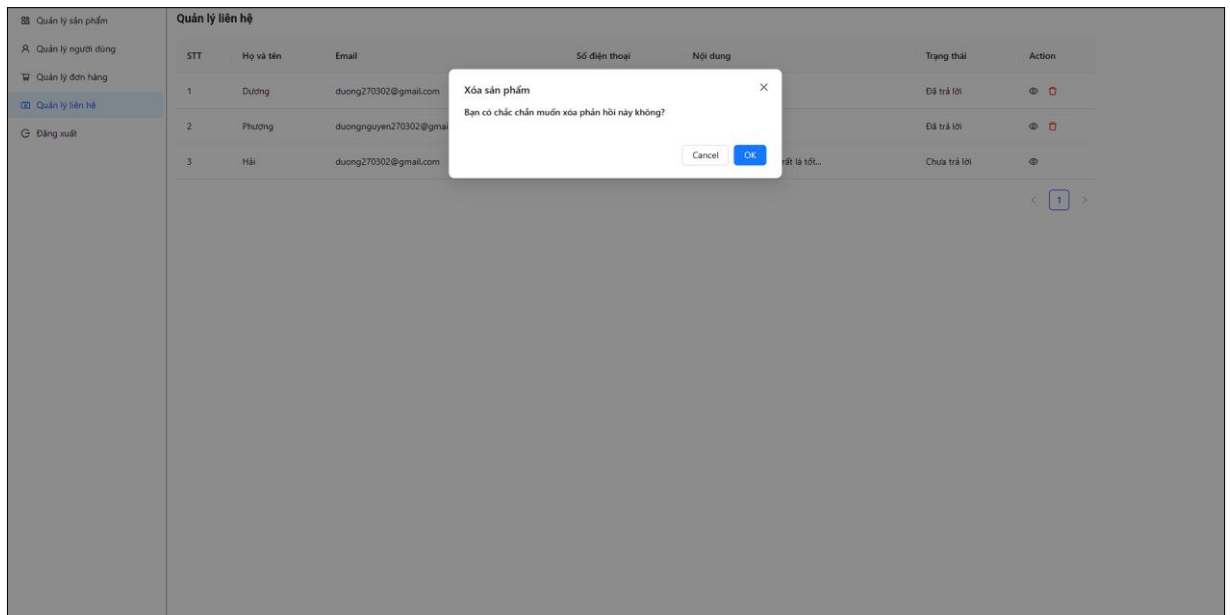 Quản lý sản phẩm
Quản lý người dùng
Quản lý đơn hàng
Quản lý liên hệ
Đăng xuất
Quản lý liên hệ
STT Họ và tên Email Số điện thoại Nội dung Trạng thái Action
1 Dương duong270302@gmail.com Đã trả lời
2 Phượng duongnguyen270302@gmai Đã trả lời
3 Hải duong270302@gmail.com rất là tốt... Chưa trả lời
Xóa sản phẩm
Bạn có chắc chắn muốn xóa phản hồi này không?
Cancel OK
< 1 >